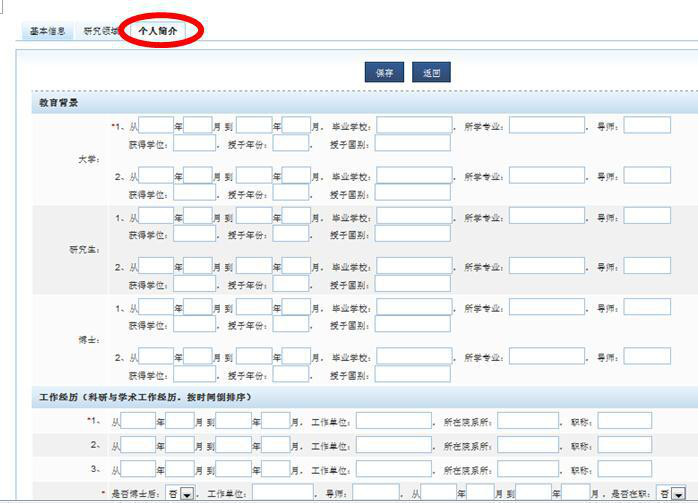 基本信息 研究领域 个人简介
保存 返回
教育背景
大学:
*1、从 年 月 到 年 月, 毕业学校: , 所学专业: , 导师:
获得学位: , 授予年份: , 授予国别:
2、从 年 月 到 年 月, 毕业学校: , 所学专业: , 导师:
获得学位: , 授予年份: , 授予国别:
研究生:
1、从 年 月 到 年 月, 毕业学校: , 所学专业: , 导师:
获得学位: , 授予年份: , 授予国别:
2、从 年 月 到 年 月, 毕业学校: , 所学专业: , 导师:
获得学位: , 授予年份: , 授予国别:
博士:
1、从 年 月 到 年 月, 毕业学校: , 所学专业: , 导师:
获得学位: , 授予年份: , 授予国别:
2、从 年 月 到 年 月, 毕业学校: , 所学专业: , 导师:
获得学位: , 授予年份: , 授予国别:
工作经历(科研与学术工作经历。按时间倒排序)
*1、 从 年 月 到 年 月, 工作单位: , 所在院系所: , 职称:
2、 从 年 月 到 年 月, 工作单位: , 所在院系所: , 职称:
3、 从 年 月 到 年 月, 工作单位: , 所在院系所: , 职称:
* 是否博士后: 否 , 工作单位: , 导师: , 从 年 月 到 年 月, 是否在职: 否